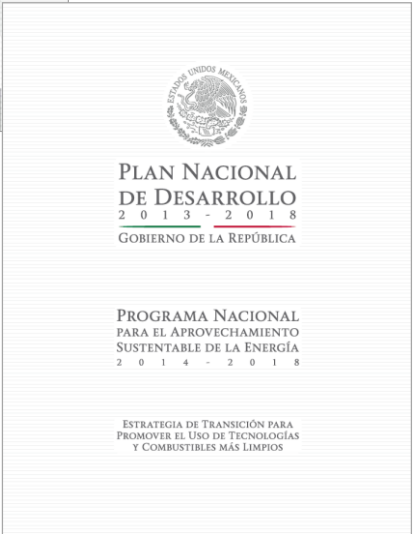 ESTADOS UNIDOS MEXICANOS
PLAN NACIONAL
DE DESARROLLO
2013-2018
GOBIERNO DE LA REPÚBLICA
PROGRAMA NACIONAL
PARA EL APROVECHAMIENTO
SUSTENTABLE DE LA ENERGÍA
2014-2018
ESTRATEGIA DE TRANSICIÓN PARA
PROMOVER EL USO DE TECNOLOGÍAS
Y COMBUSTIBLES MÁS LIMPIOS